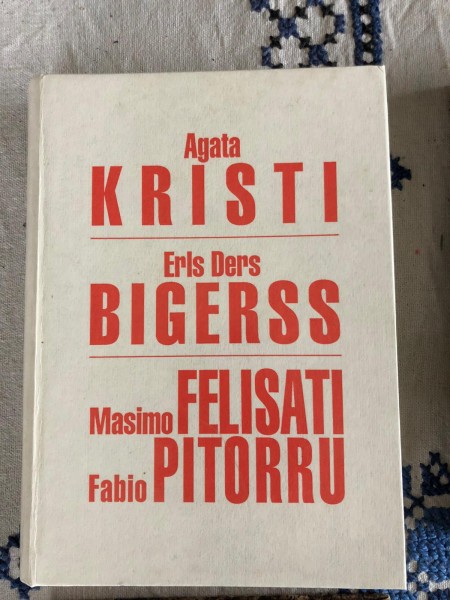 Agata
KRISTI
Erls Ders
BIGERSS
Masimo FELISATI
Fabio PITORRU